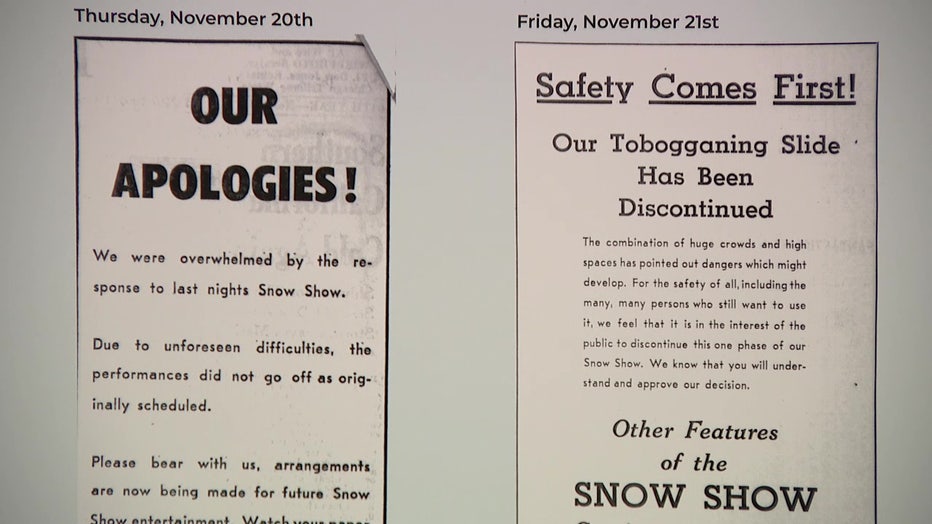 Thursday, November 20th
OUR
APOLOGIES!
We were overwhelmed by the re-
sponse to last nights Snow Show.
Due to unforeseen difficulties, the
performances did not go off as orig-
inally scheduled.
Please bear with us, arrangements
are now being made for future Snow
Show entertainment. Watch your
Friday, November 21st
Safety Comes First!
Our Tobogganing Slide
Has Been
Discontinued
The combination of huge crowds and high
spaces has pointed out dangers which might
develop. For the safety of all, including the
many, many persons who still want to use
it, we feel that it is in the interest of the
public to discontinue this one phase of our
Snow Show. We know that you will under-
stand and approve our decision.
Other Features
of the
SNOW SHOW